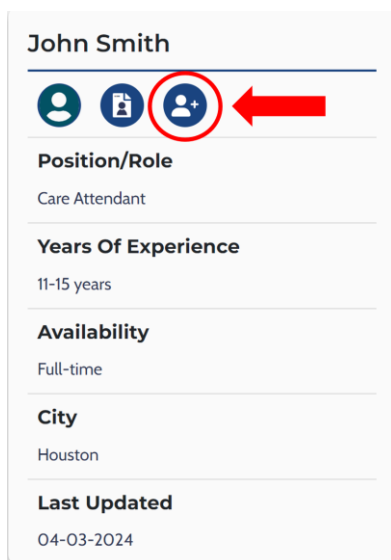 John Smith
Position/Role
Care Attendant
Years Of Experience
11-15 years
Availability
Full-time
City
Houston
Last Updated
04-03-2024